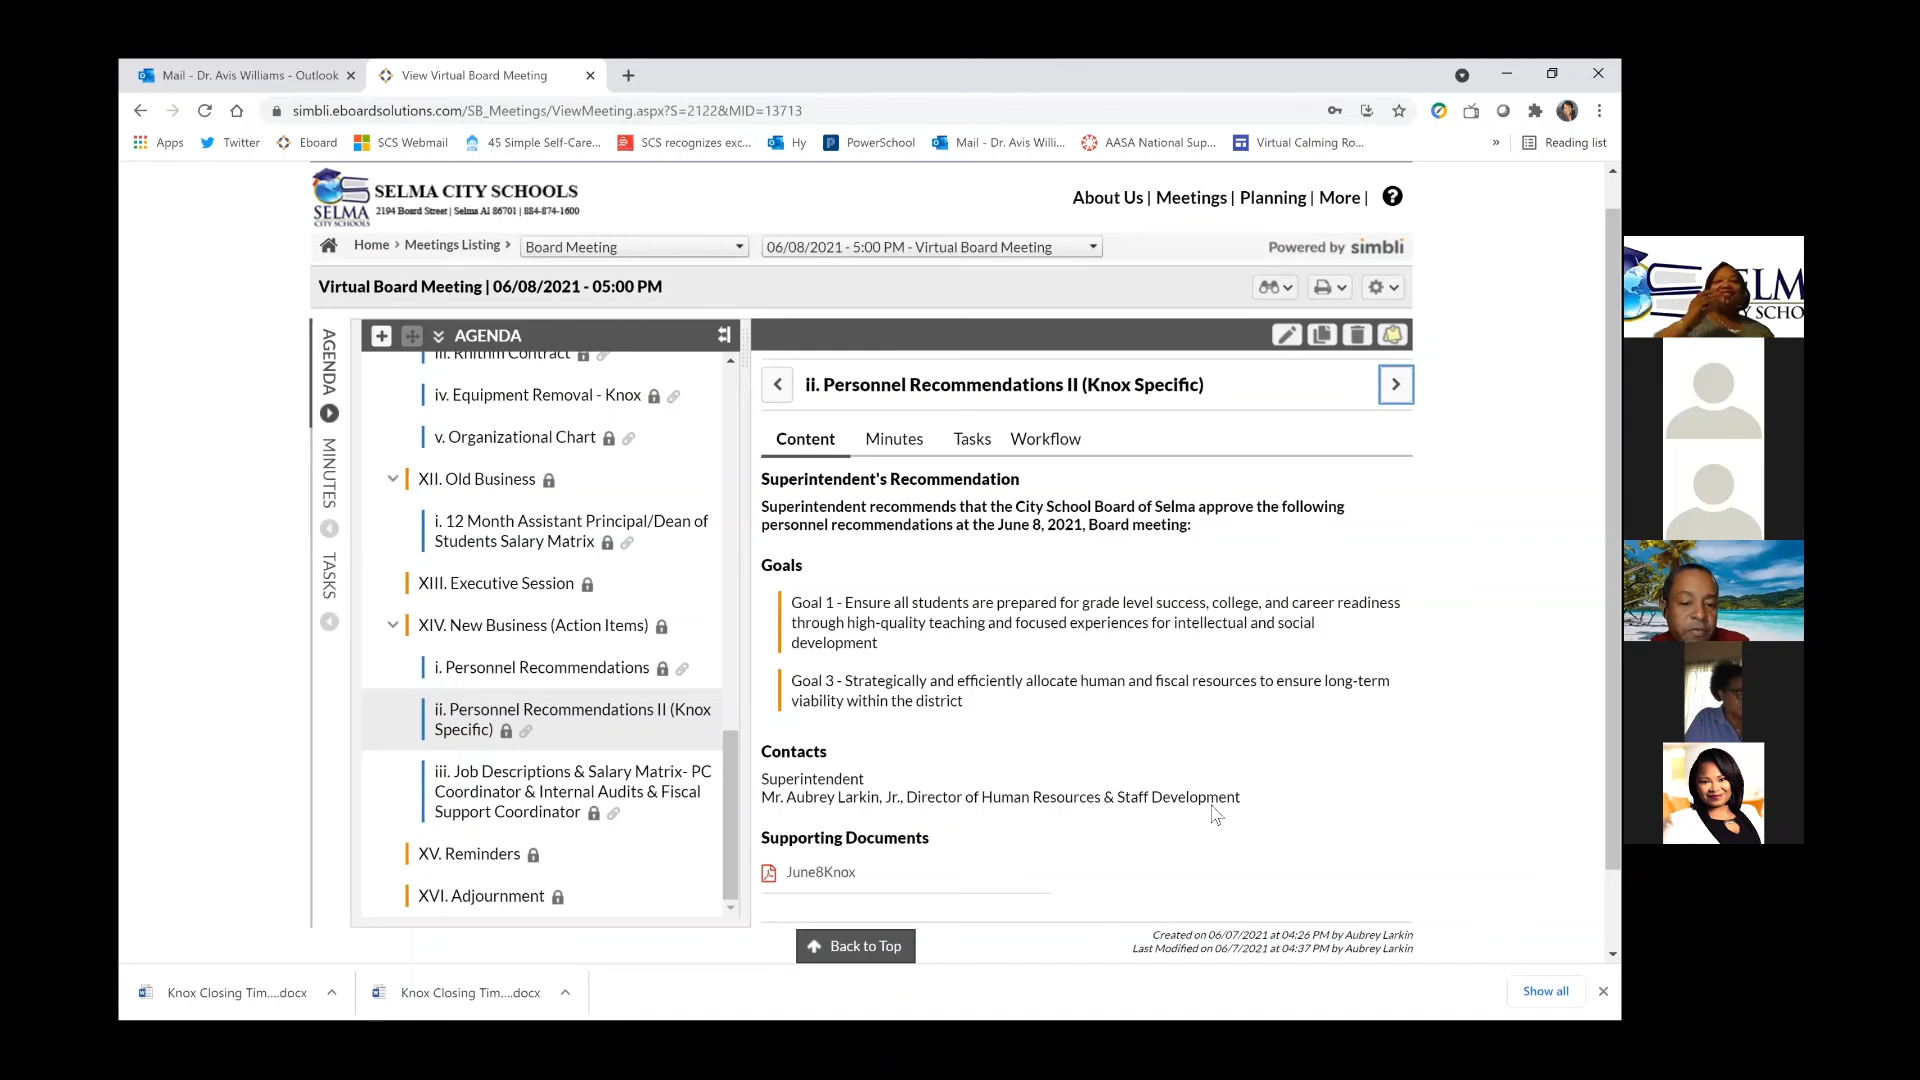 Mail - Dr. Avis Williams - Outlook
View Virtual Board Meeting
simbli.eboardsolutions.com/SB_Meetings/ViewMeeting.aspx?S=2122&MID=13713
Apps
Twitter
Eboard
SCS Webmail
45 Simple Self-Care...
SCS recognizes exc...
Hy
PowerSchool
Mail - Dr. Avis Willi...
AASA National Sup...
Virtual Calming Ro...
»
Reading list
SELMA CITY SCHOOLS
2194 Board Street | Selma Al 86701 | 884-874-1600
SELMA
CITY SCHOOLS
About Us | Meetings | Planning | More |
Home > Meetings Listing >
Board Meeting
06/08/2021 - 5:00 PM - Virtual Board Meeting
Powered by simbli
Virtual Board Meeting | 06/08/2021 - 05:00 PM
AGENDA
MINUTES
TASKS
AGENDA
iii. Rhithm Contract
iv. Equipment Removal - Knox
v. Organizational Chart
XII. Old Business
i. 12 Month Assistant Principal/Dean of
Students Salary Matrix
XIII. Executive Session
XIV. New Business (Action Items)
i. Personnel Recommendations
ii. Personnel Recommendations II (Knox
Specific)
iii. Job Descriptions & Salary Matrix- PC
Coordinator & Internal Audits & Fiscal
Support Coordinator
XV. Reminders
XVI. Adjournment
ii. Personnel Recommendations II (Knox Specific)
Content
Minutes
Tasks
Workflow
Superintendent's Recommendation
Superintendent recommends that the City School Board of Selma approve the following
personnel recommendations at the June 8, 2021, Board meeting:
Goals
Goal 1 - Ensure all students are prepared for grade level success, college, and career readiness
through high-quality teaching and focused experiences for intellectual and social
development
Goal 3 - Strategically and efficiently allocate human and fiscal resources to ensure long-term
viability within the district
Contacts
Superintendent
Mr. Aubrey Larkin, Jr., Director of Human Resources & Staff Development
Supporting Documents
June8Knox
Back to Top
Created on 06/07/2021 at 04:26 PM by Aubrey Larkin
Last Modified on 06/7/2021 at 04:37 PM by Aubrey Larkin
Knox Closing Tim....docx
Knox Closing Tim....docx
Show all